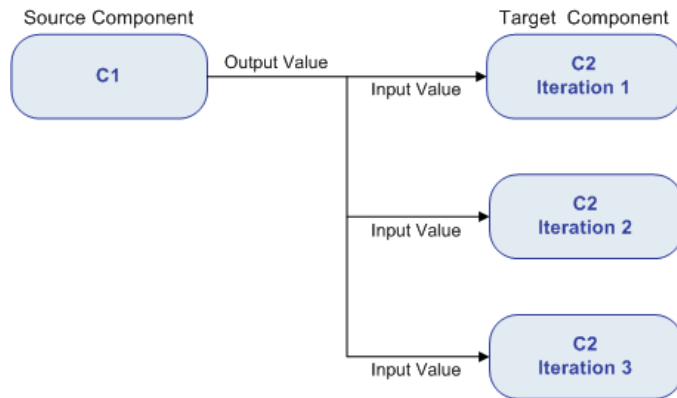 Source Component
Target Component
C1
Output Value
Input Value
C2
Iteration 1
Input Value
C2
Iteration 2
Input Value
C2
Iteration 3